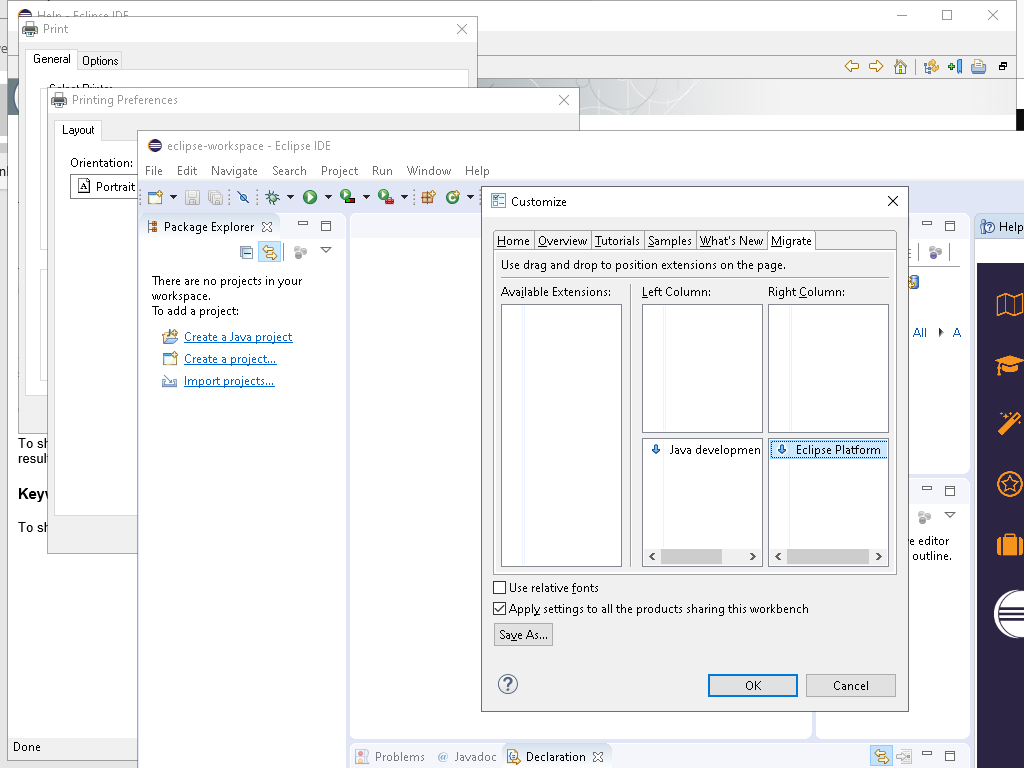 Help - Eclipse IDE
Print
General
Options
Select Printer
Printing Preferences
Layout
Orientation:
Portrait
To sh
resul
Keyw
To sh
Done
eclipse-workspace - Eclipse IDE
File Edit Navigate Search Project Run Window Help
Package Explorer
There are no projects in your
workspace.
To add a project:
Create a Java project
Create a project...
Import projects...
Customize
Home Overview Tutorials Samples What's New Migrate
Use drag and drop to position extensions on the page.
Available Extensions: Left Column: Right Column:
Java developmen
Eclipse Platform
Use relative fonts
Apply settings to all the products sharing this workbench
Save As...
OK
Cancel
Help
All
A
e editor
outline.
Problems
@ Javadoc
Declaration